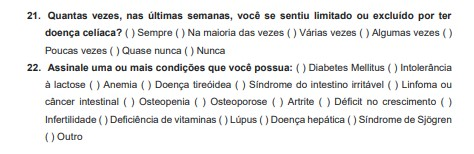 21. Quantas vezes, nas últimas semanas, você se sentiu limitado ou excluído por ter
doença celíaca? ( ) Sempre ( ) Na maioria das vezes ( ) Várias vezes ( ) Algumas vezes ( )
Poucas vezes ( ) Quase nunca ( ) Nunca
22. Assinale uma ou mais condições que você possua: ( ) Diabetes Mellitus ( ) Intolerância
à lactose ( ) Anemia ( ) Doença tireóidea ( ) Síndrome do intestino irritável ( ) Linfoma ou
câncer intestinal ( ) Osteopenia ( ) Osteoporose ( ) Artrite ( ) Déficit no crescimento ( )
Infertilidade ( ) Deficiência de vitaminas ( ) Lúpus ( ) Doença hepática ( ) Síndrome de Sjögren
( ) Outro